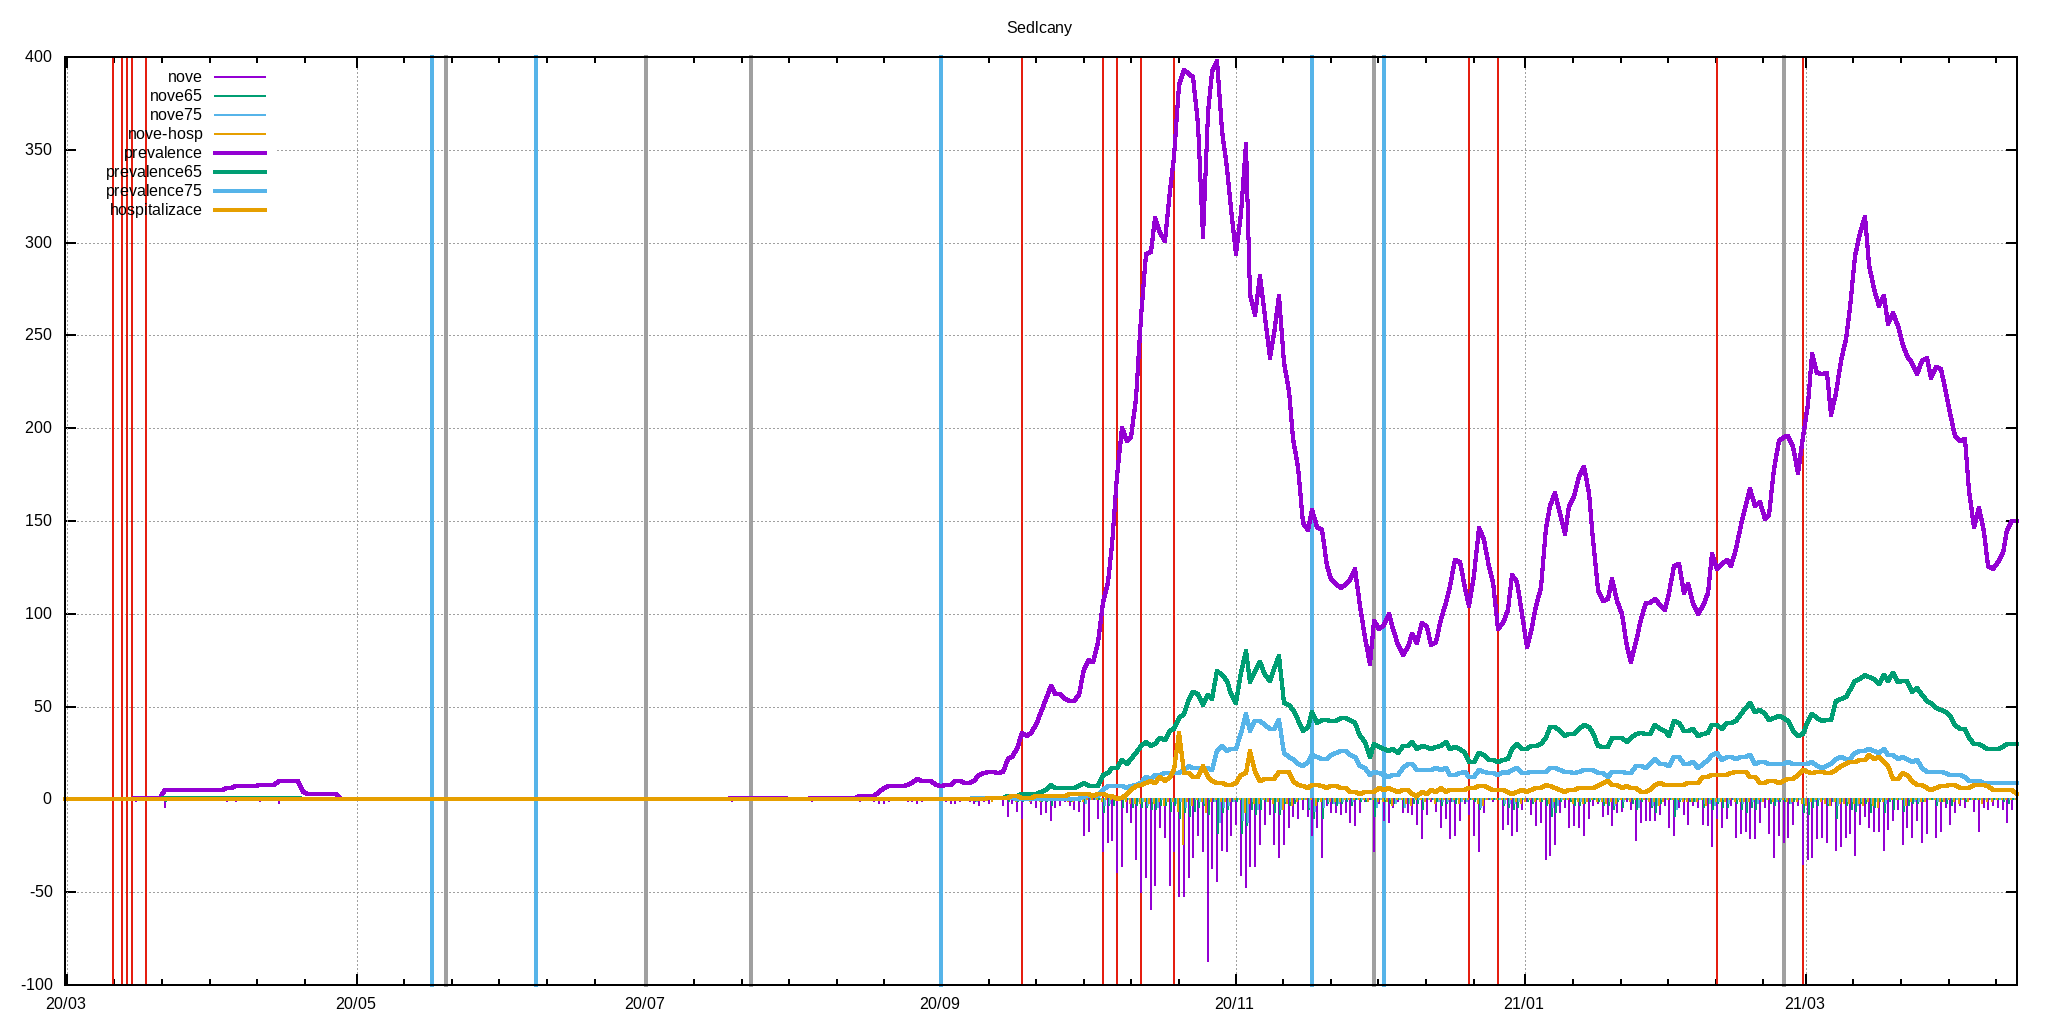 Sedlcany
400
350
300
250
200
150
100
50
0
-50
-100
nove
nove65
nove75
nove-hosp
prevalence
prevalence65
prevalence75
hospitalizace
20/03 20/05 20/07 20/09 20/11 21/01 21/03